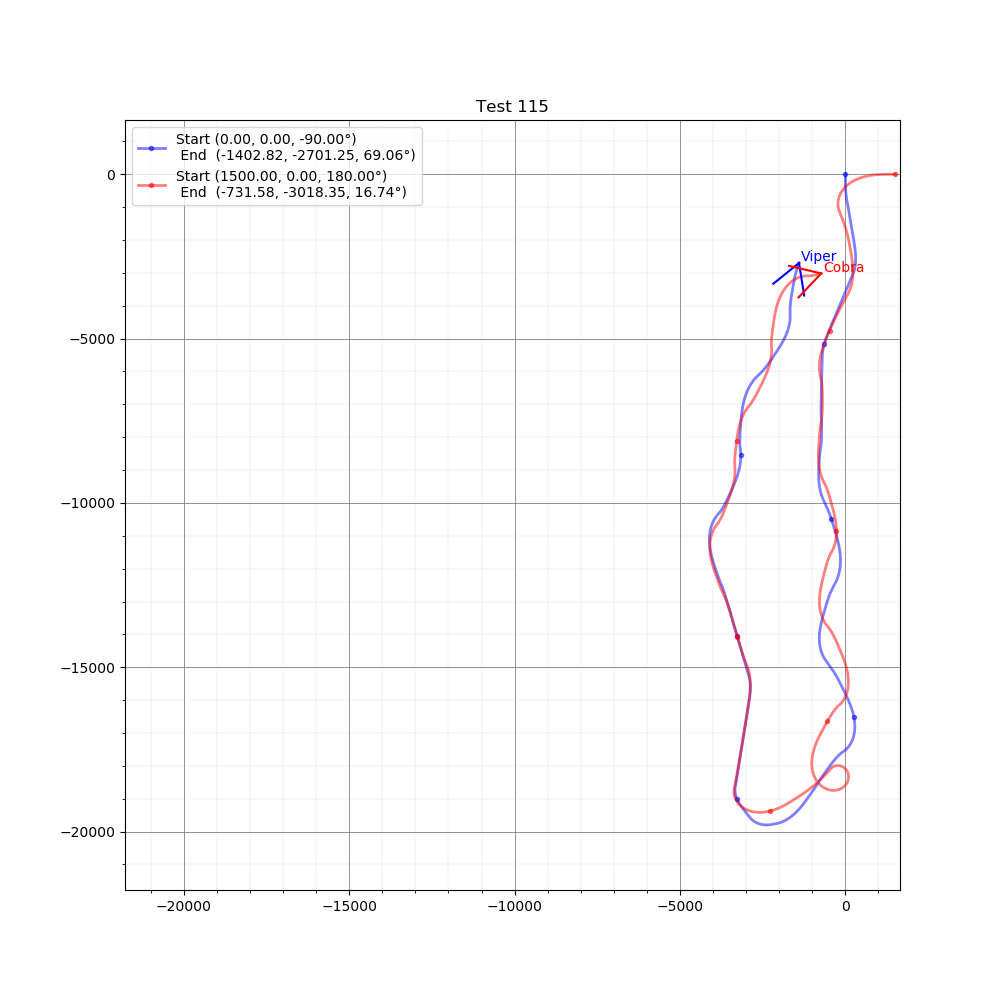 Test 115
Start (0.00, 0.00, -90.00°)
End (-1402.82, -2701.25, 69.06°)
Start (1500.00, 0.00, 180.00°)
End (-731.58, -3018.35, 16.74°)
Viper
Cobra
0
−5000
−10000
−15000
−20000
−20000 −15000 −10000 −5000 0